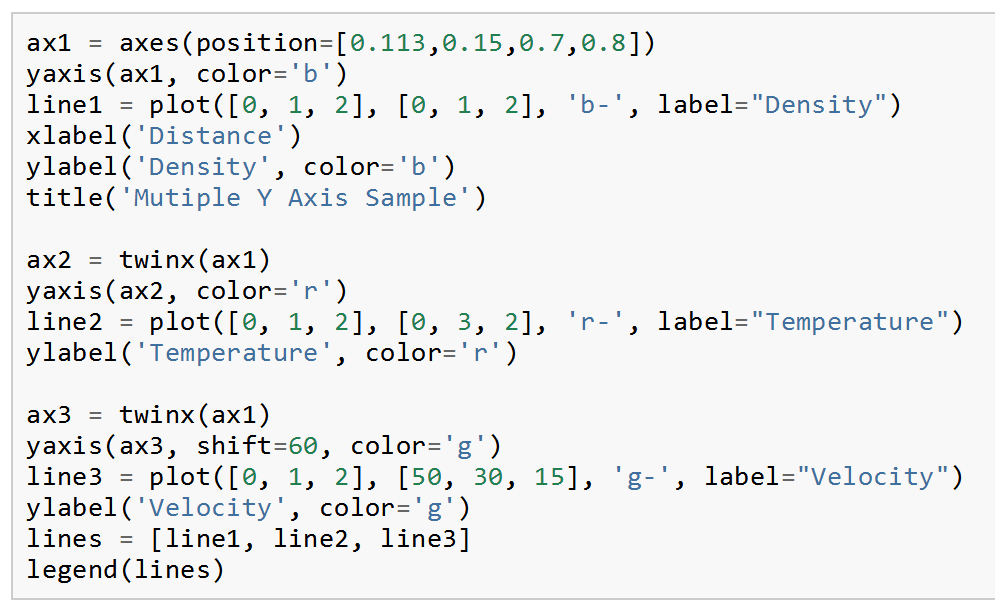 ax1 = axes(position=[0.113,0.15,0.7,0.8])
yaxis(ax1, color='b')
line1 = plot([0, 1, 2], [0, 1, 2], 'b-', label="Density")
xlabel('Distance')
ylabel('Density', color='b')
title('Mutiple Y Axis Sample')

ax2 = twinx(ax1)
yaxis(ax2, color='r')
line2 = plot([0, 1, 2], [0, 3, 2], 'r-', label="Temperature")
ylabel('Temperature', color='r')

ax3 = twinx(ax1)
yaxis(ax3, shift=60, color='g')
line3 = plot([0, 1, 2], [50, 30, 15], 'g-', label="Velocity")
ylabel('Velocity', color='g')
lines = [line1, line2, line3]
legend(lines)